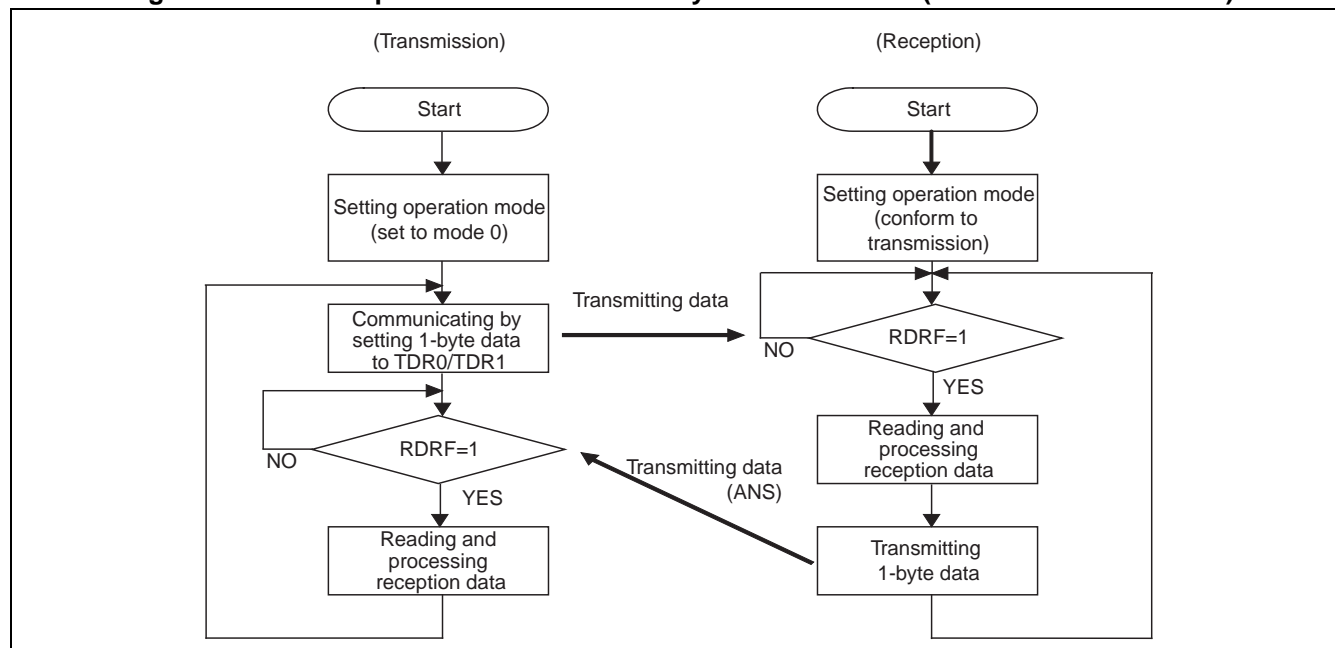 (Transmission)
Start
Setting operation mode
(set to mode 0)
Communicating by
setting 1-byte data
to TDR0/TDR1
RDRF=1
NO
YES
Reading and
processing
reception data
Transmitting data
Transmitting data
(ANS)
(Reception)
Start
Setting operation mode
(conform to
transmission)
RDRF=1
NO
YES
Reading and
processing
reception data
Transmitting
1-byte data